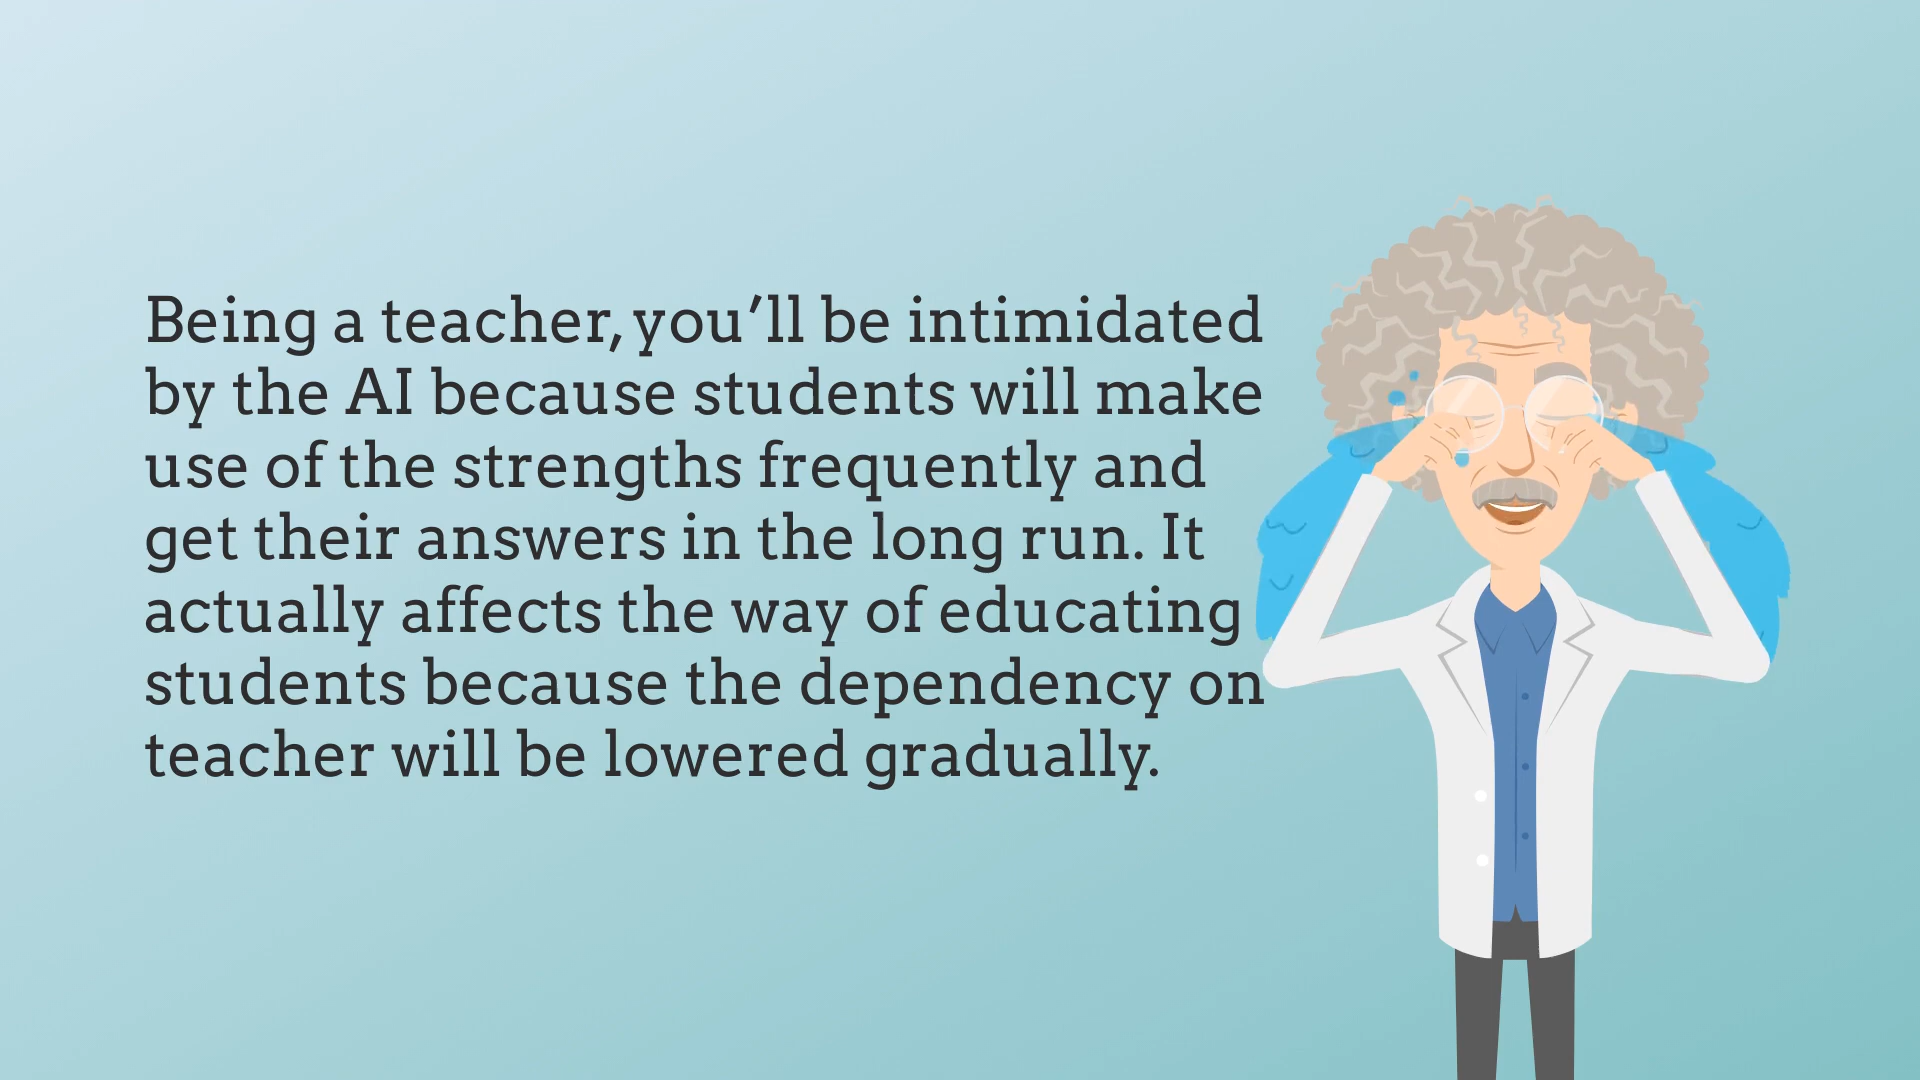 Being a teacher, you’ll be intimidated
by the AI because students will make
use of the strengths frequently and
get their answers in the long run. It
actually affects the way of educating
students because the dependency on
teacher will be lowered gradually.